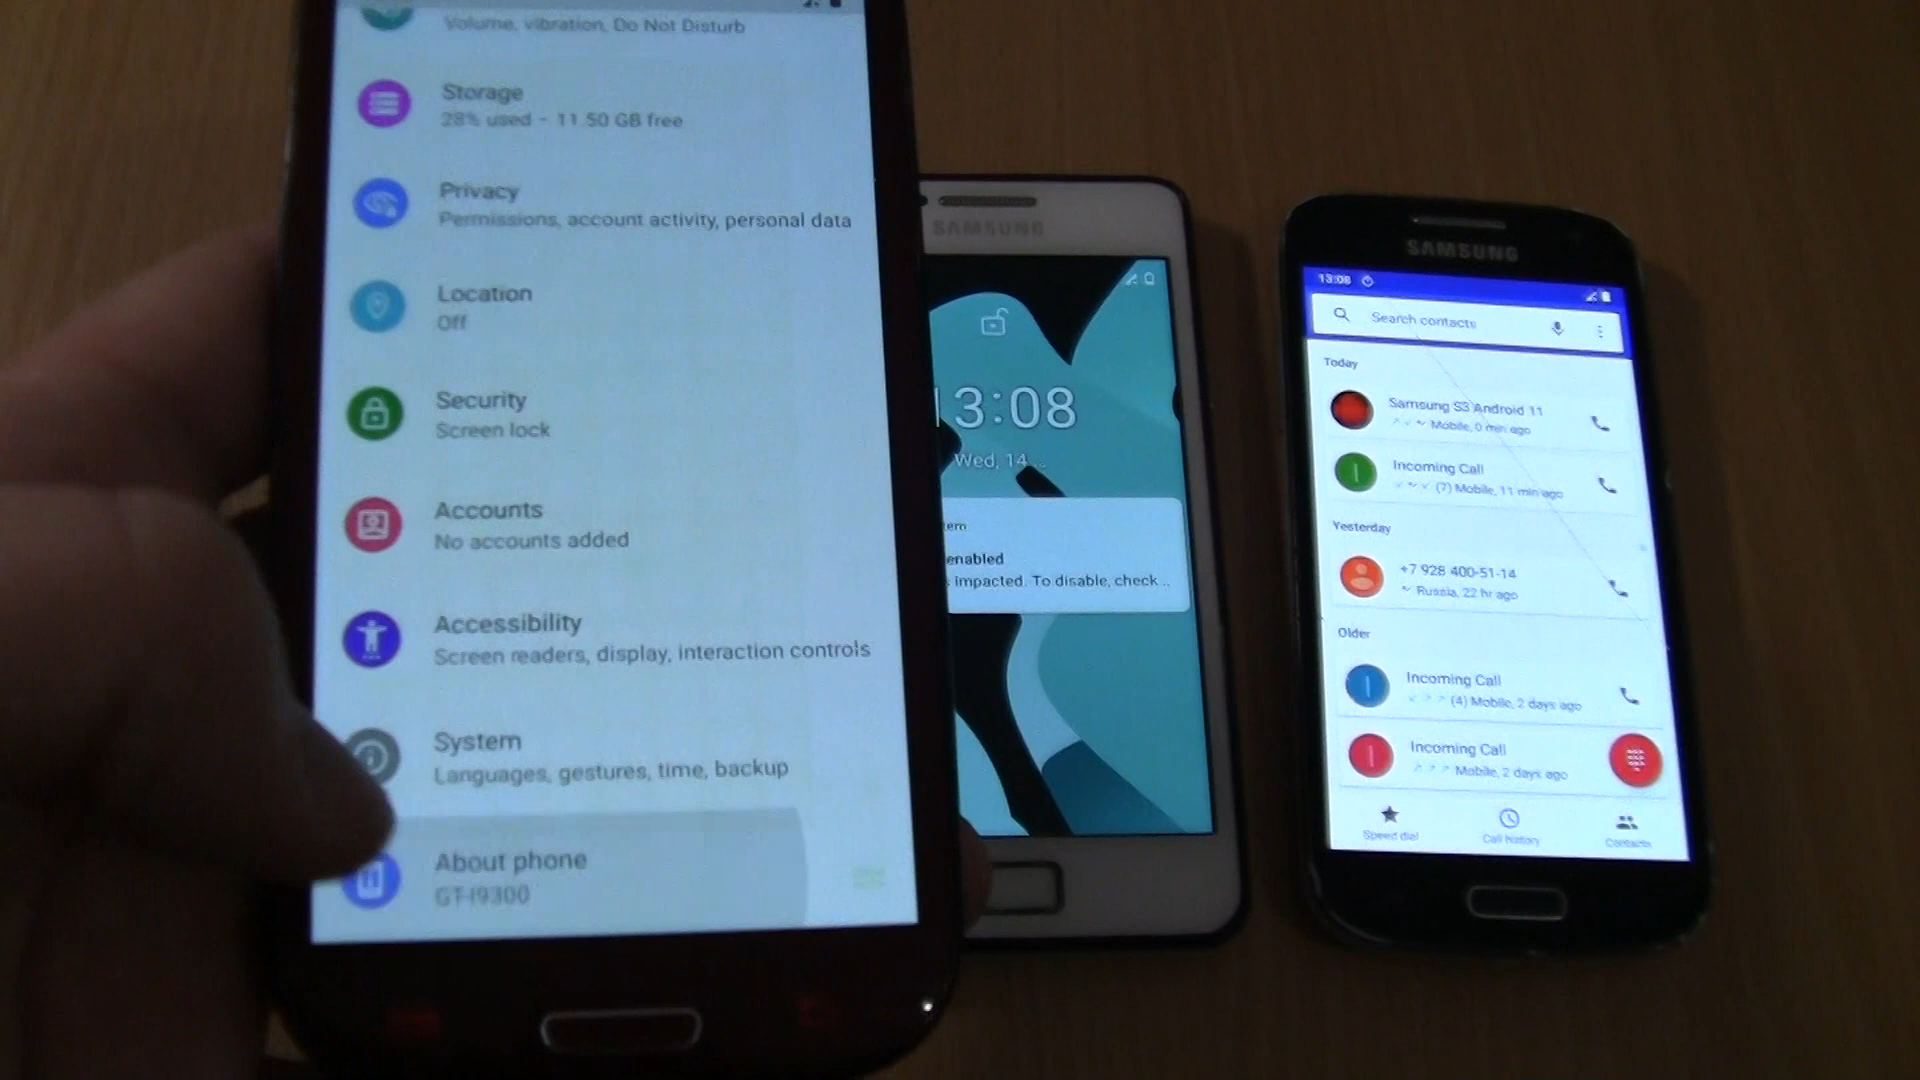 Volume, vibration, Do Not Disturb
Storage
28% used - 11.50 GB free
Privacy
Permissions, account activity, personal data
Location
Off
Security
Screen lock
Accounts
No accounts added
Accessibility
Screen readers, display, interaction controls
System
Languages, gestures, time, backup
About phone
GT-I9300
SAMSUNG
13:08
Wed, 14...
enabled
impacted. To disable, check ..
SAMSUNG
13:08
Search contacts
Today
Samsung S3 Android 11
Mobile, 0 min ago
I
Incoming Call
(7) Mobile, 11 min ago
Yesterday
+7 928 400-51-14
Russia, 22 hr ago
Older
I
Incoming Call
(4) Mobile, 2 days ago
I
Incoming Call
Mobile, 2 days ago
Speed dial
Call history
Contacts